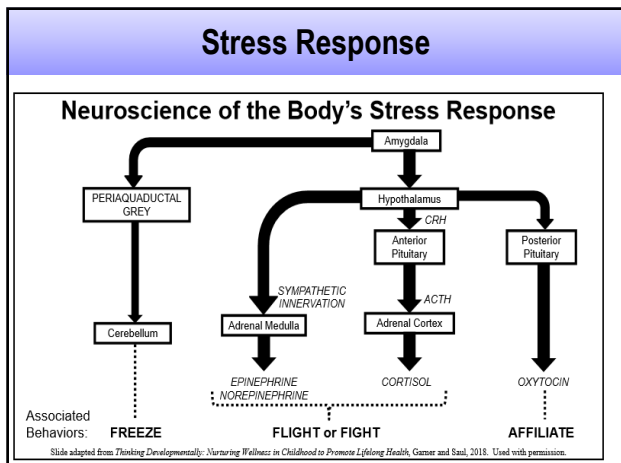 Stress Response
Neuroscience of the Body's Stress Response
Amygdala
PERIAQUADUCTAL
GREY
Hypothalamus
CRH
Anterior
Pituitary
Posterior
Pituitary
SYMPATHETIC
INNERVATION
ACTH
Cerebellum
Adrenal Medulla
Adrenal Cortex
EPINEPHRINE
NOREPINEPHRINE
CORTISOL
OXYTOCIN
Associated
Behaviors:
FREEZE
FLIGHT or FIGHT
AFFILIATE
Slide adapted from Thinking Developmentally: Nurturing Wellness in Childhood to Promote Lifelong Health, Garner and Saul, 2018. Used with permission.